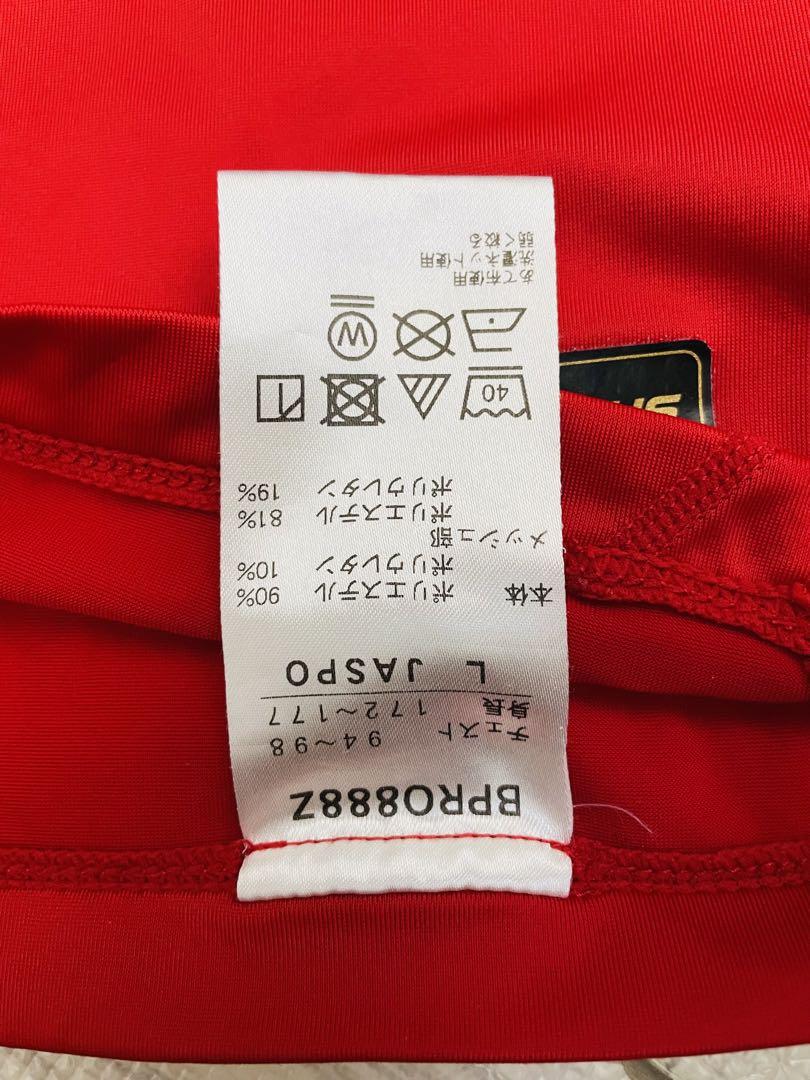 BPRO888Z
チェスト 94～98
身長 172～177
L JASPO
本体 ポリエステル 90%
ポリウレタン 10%
メッシュ部
ポリエステル 81%
ポリウレタン 19%
40
W
あて布使用
洗濯ネット使用
弱く絞る